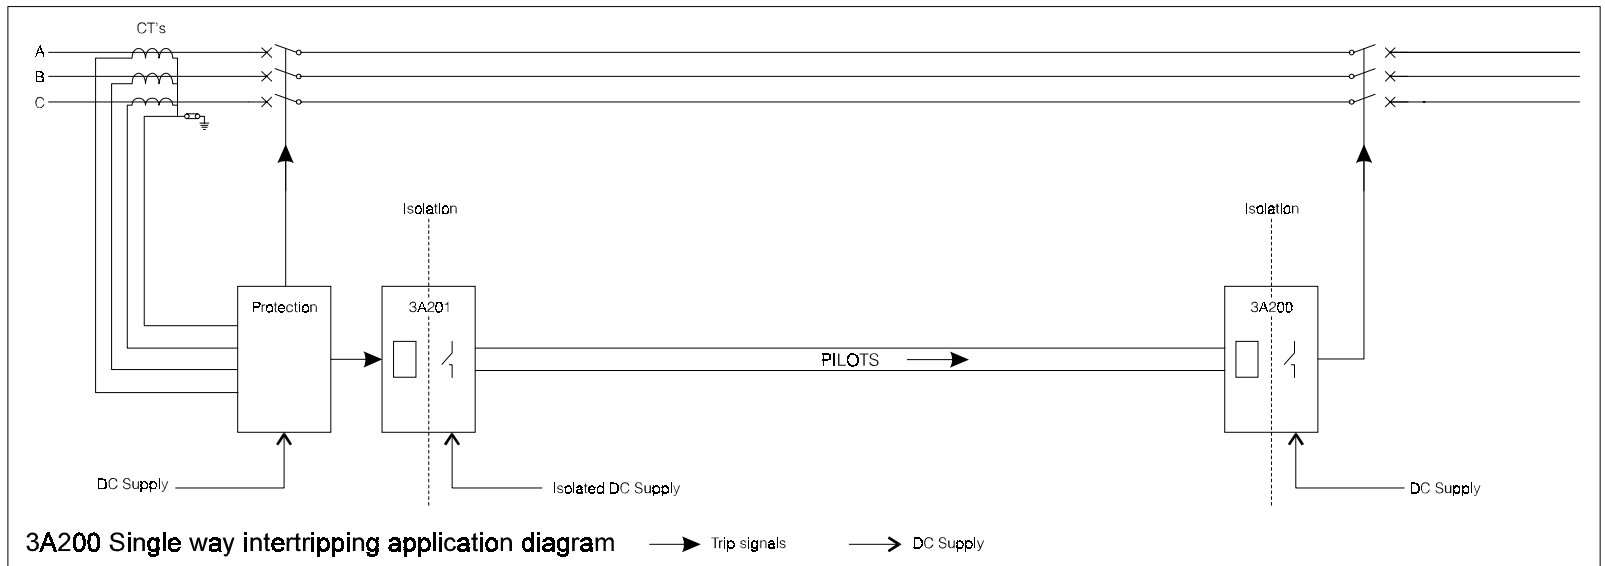 CT's
A
B
C
Isolation
Isolation
Protection
3A201
3A200
PILOTS
DC Supply
Isolated DC Supply
DC Supply
3A200 Single way intertripping application diagram
Trip signals
DC Supply